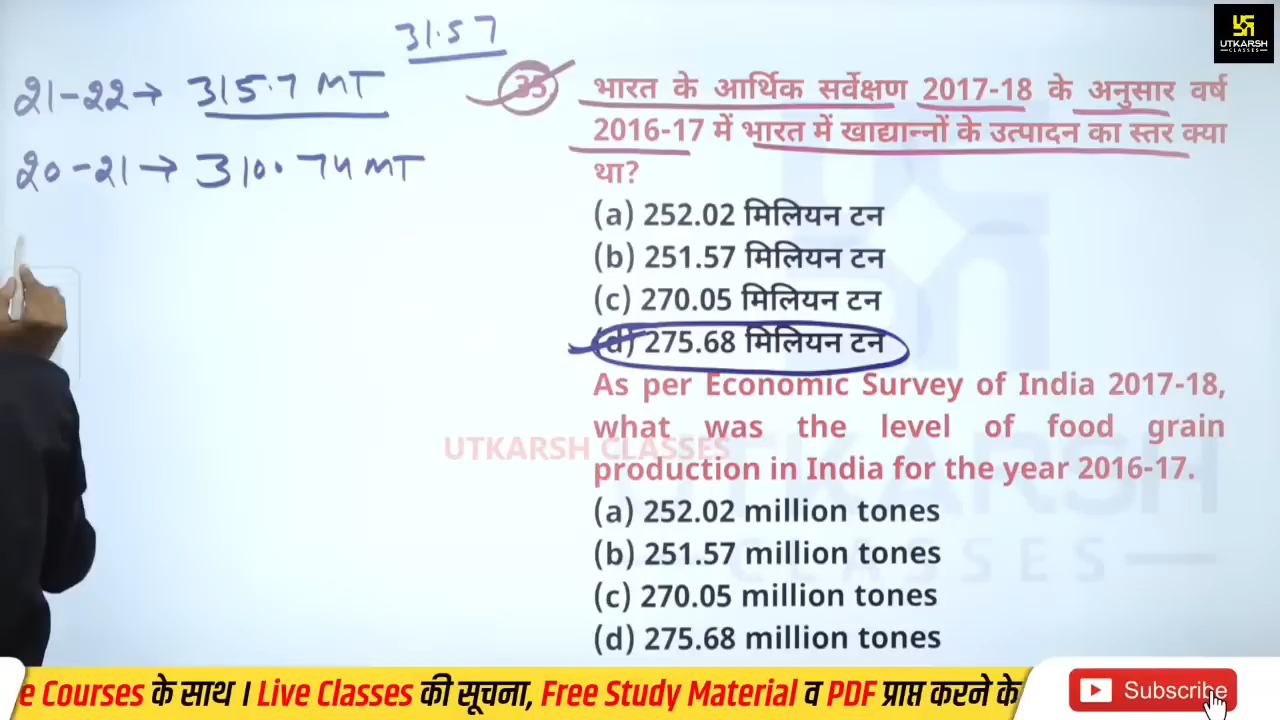 31.57
UTKARSH
CLASSES
21-22→ 315.7 MT
20-21→ 310.74 MT
35 भारत के आर्थिक सर्वेक्षण 2017-18 के अनुसार वर्ष
2016-17 में भारत में खाद्यान्नों के उत्पादन का स्तर क्या
था?
(a) 252.02 मिलियन टन
(b) 251.57 मिलियन टन
(c) 270.05 मिलियन टन
(d) 275.68 मिलियन टन
As per Economic Survey of India 2017-18,
what was the level of food grain
production in India for the year 2016-17.
(a) 252.02 million tones
(b) 251.57 million tones
(c) 270.05 million tones
(d) 275.68 million tones
UTKARSH CLASSES
UTKARSH
CLASSES
e Courses के साथ । Live Classes की सूचना, Free Study Material व PDF प्राप्त करने के
Subscribe